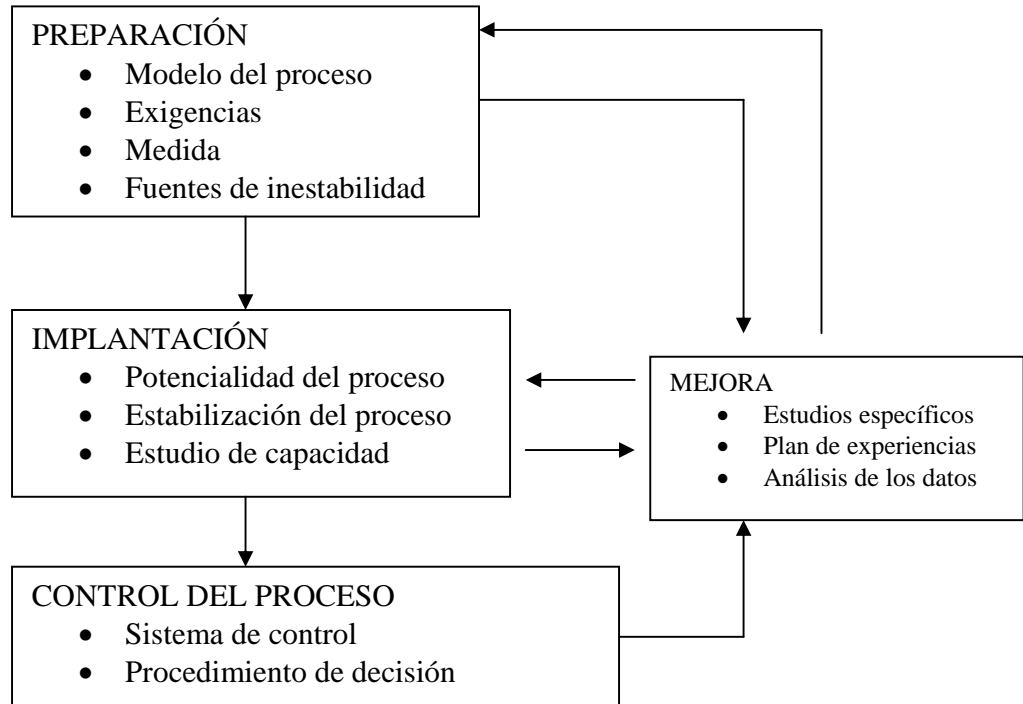 PREPARACIÓN
• Modelo del proceso
• Exigencias
• Medida
• Fuentes de inestabilidad
IMPLANTACIÓN
• Potencialidad del proceso
• Estabilización del proceso
• Estudio de capacidad
MEJORA
• Estudios específicos
• Plan de experiencias
• Análisis de los datos
CONTROL DEL PROCESO
• Sistema de control
• Procedimiento de decisión